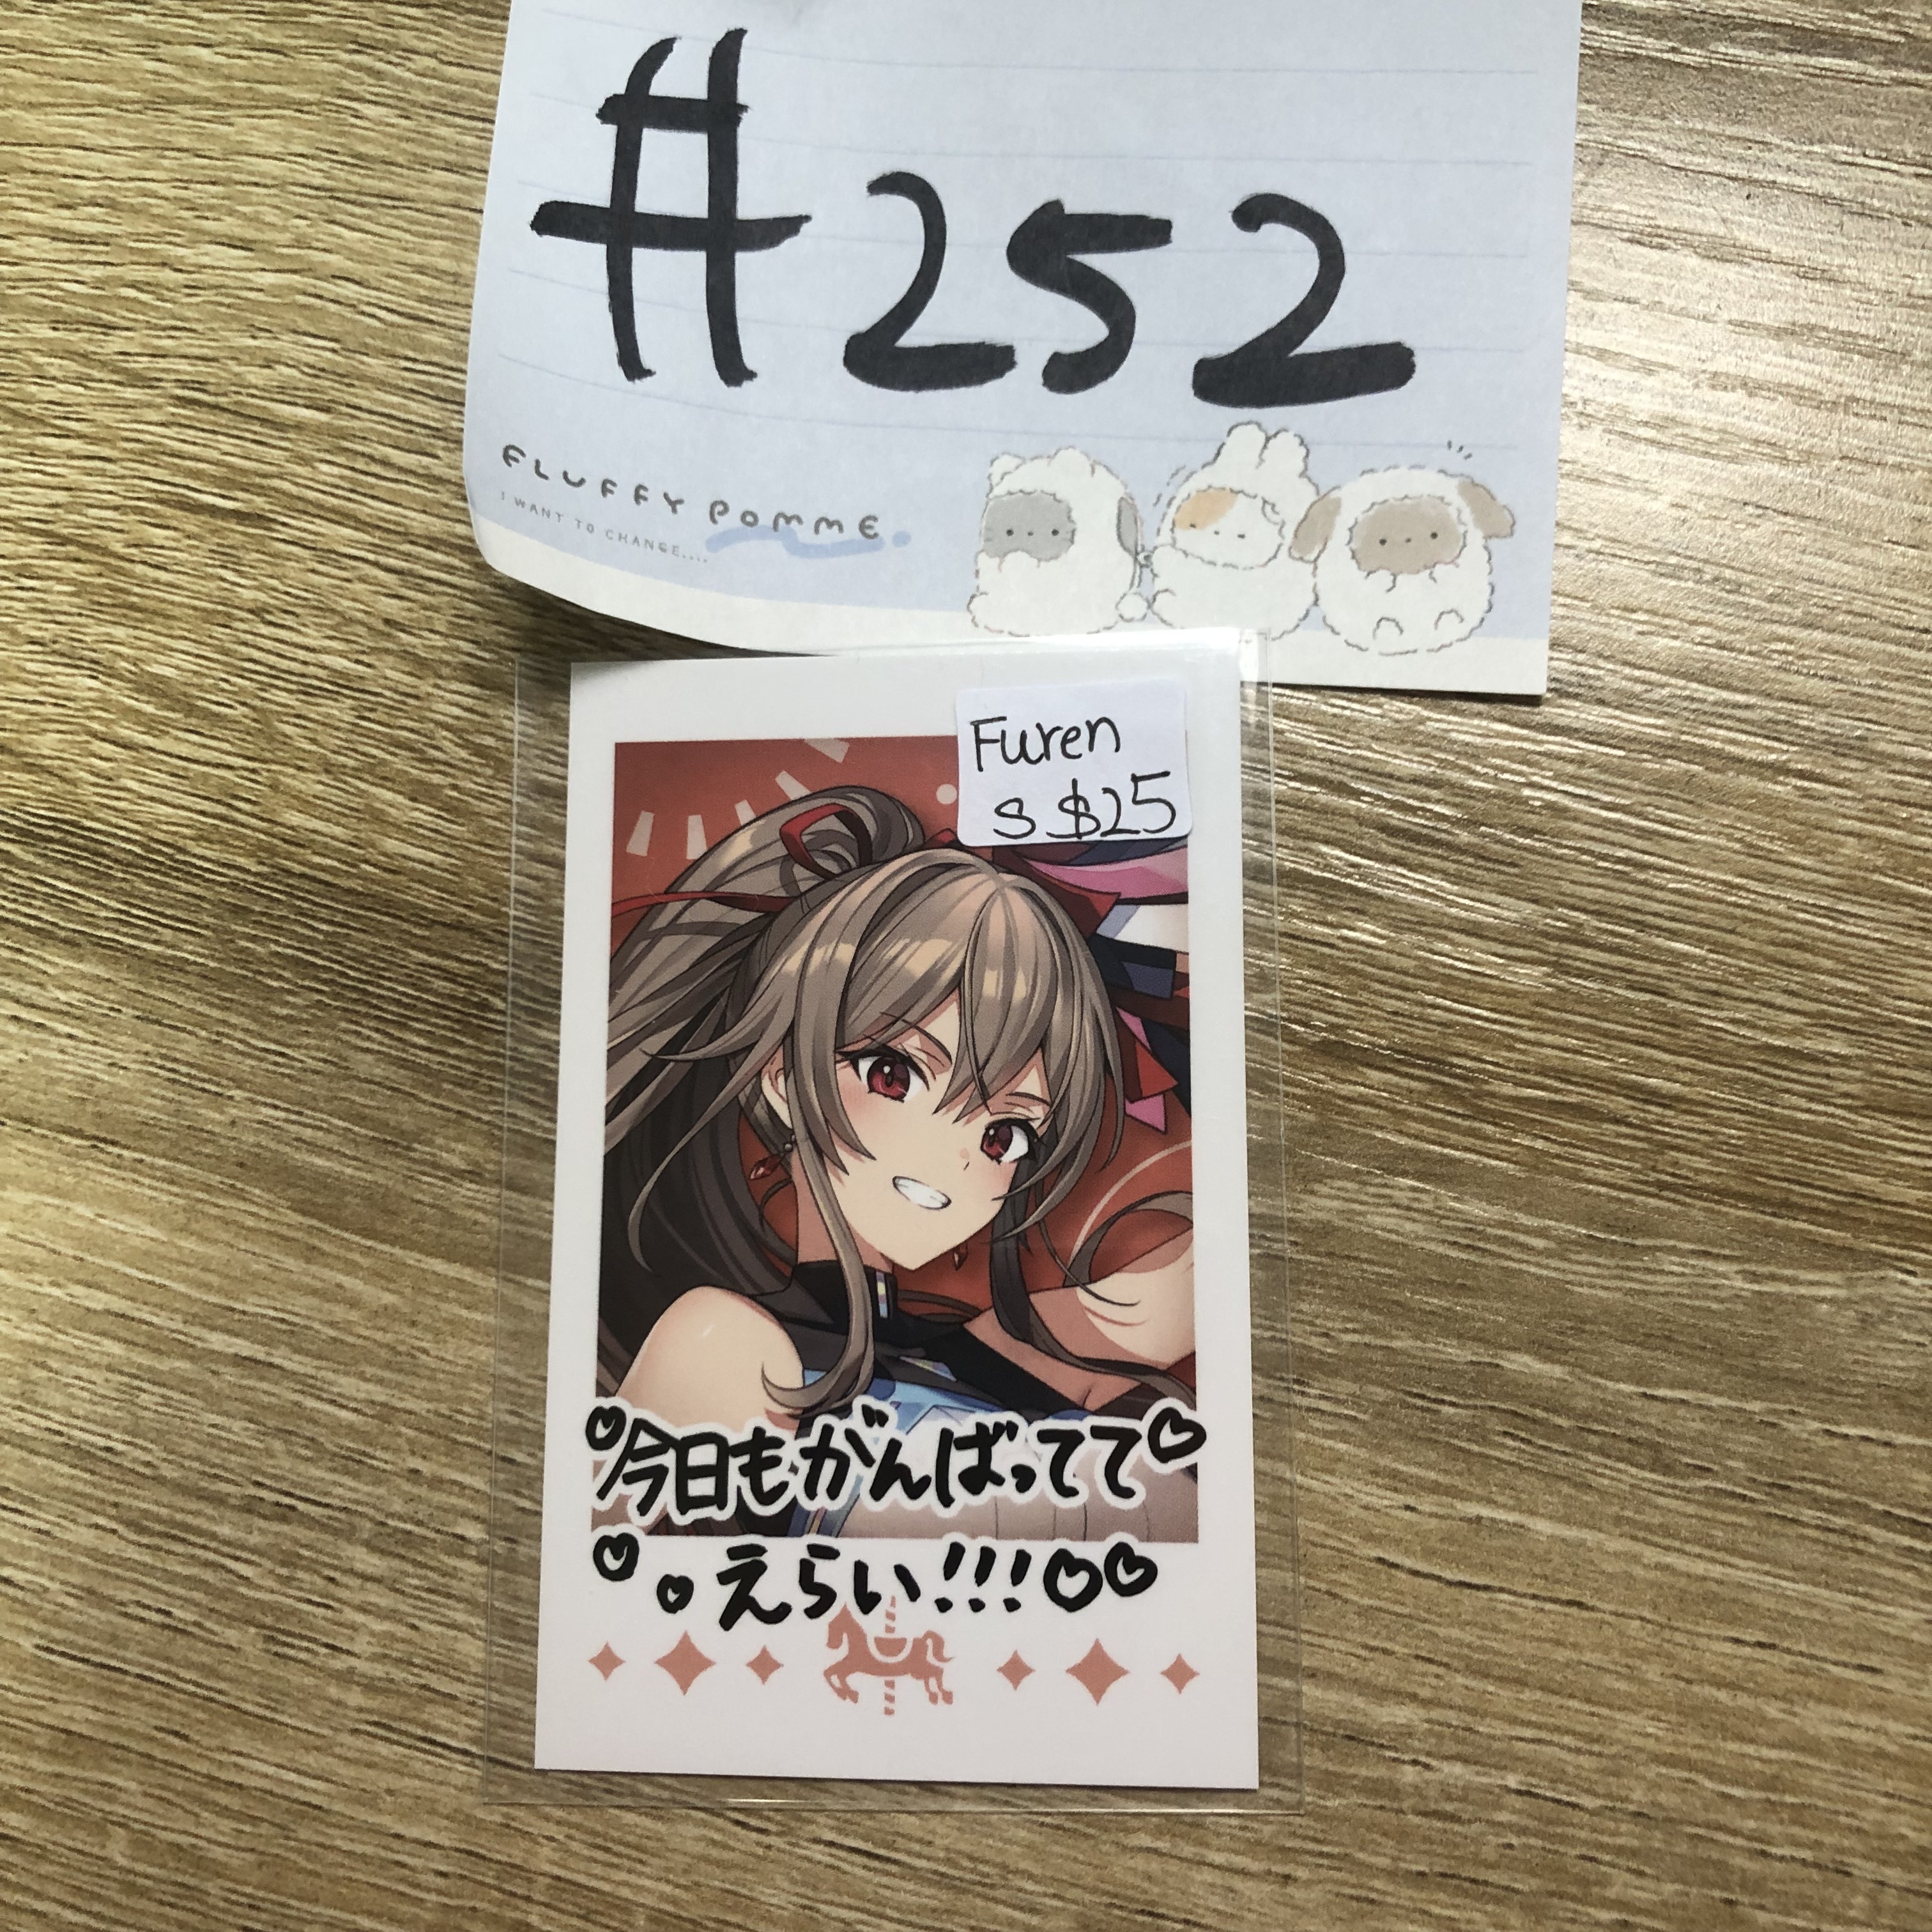 #252
FLUFFY POMME
I WANT TO CHANGE....
Furen
S $25
今日もがんばってて
えらい!!!